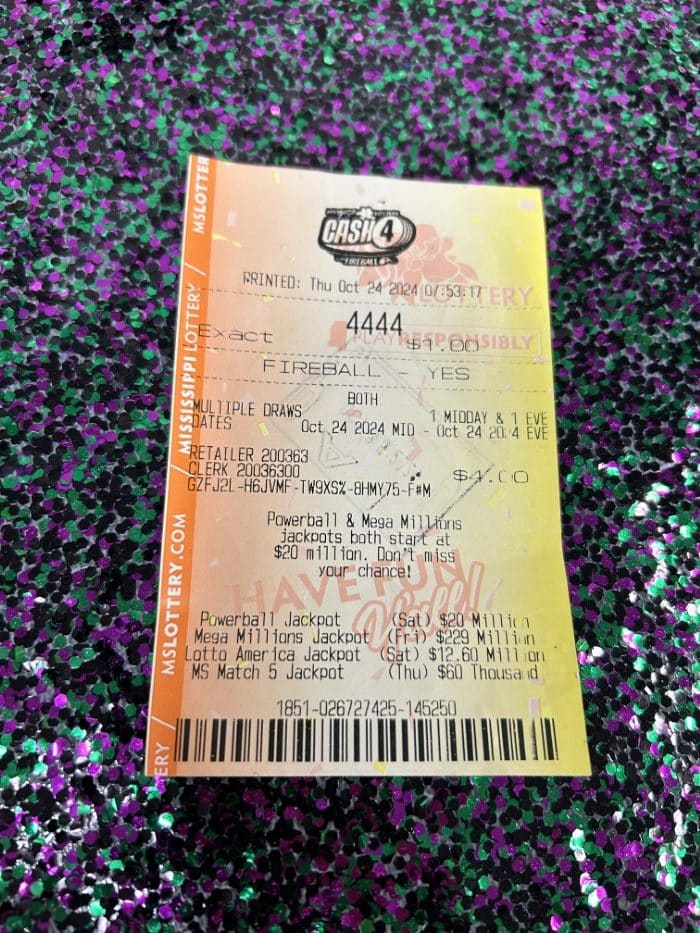 CASH 4
FIREBALL
PRINTED: Thu Oct 24 2024 07:53:17
LOTTERY
4444
Exact $1.00
PLAY RESPONSIBLY
FIREBALL - YES
BOTH
MULTIPLE DRAWS 1 MIDDAY & 1 EVE
DATES Oct 24 2024 MID - Oct 24 2024 EVE
RETAILER 200363
CLERK 20036300 $4.00
GZFJ2L-H6JVMF-TW9XS%-8HMY75-F#M
Powerball & Mega Millions
jackpots both start at
$20 million. Don't miss
your chance!
HAVE FUN
Y'all!
Powerball Jackpot (Sat) $20 Million
Mega Millions Jackpot (Fri) $229 Million
Lotto America Jackpot (Sat) $12.60 Million
MS Match 5 Jackpot (Thu) $60 Thousand
1851-026727425-145250
ERY / MSLOTTERY.COM / MISSISSIPPI LOTTERY / MSLOTTER